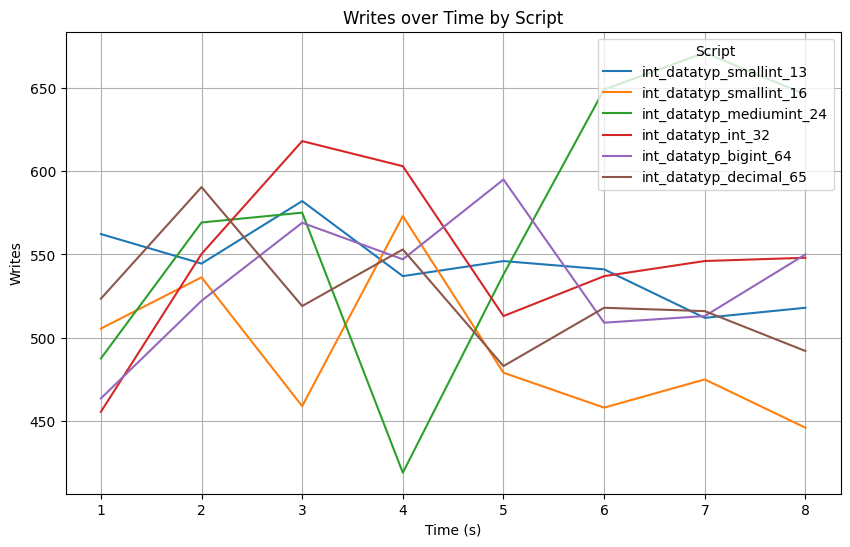 Writes over Time by Script
Script
int_datatyp_smallint_13
int_datatyp_smallint_16
int_datatyp_mediumint_24
int_datatyp_int_32
int_datatyp_bigint_64
int_datatyp_decimal_65
Writes
650
600
550
500
450
1 2 3 4 5 6 7 8
Time (s)